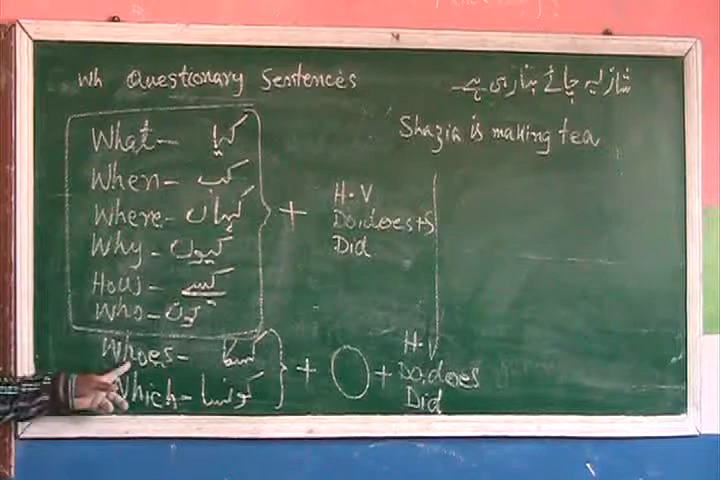 Wh Questionary Sentences
شازیہ چائے بنا رہی ہے۔
Shazia is making tea
What - کیا
When - کب
Where - کہاں
Why - کیوں
How - کیسے
Who - کون
+ H.V
Do, does + S
Did
Whoes - کسکا
Which - کونسا
+ + H.V
Do, does
Did